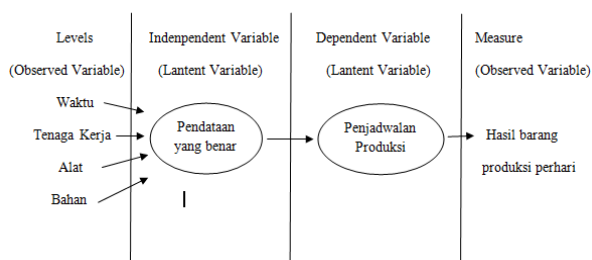 Levels
(Observed Variable)
Indenpendent Variable
(Lantent Variable)
Dependent Variable
(Lantent Variable)
Measure
(Observed Variable)
Waktu
Tenaga Kerja
Alat
Bahan
Pendataan
yang benar
Penjadwalan
Produksi
Hasil barang
produksi perhari